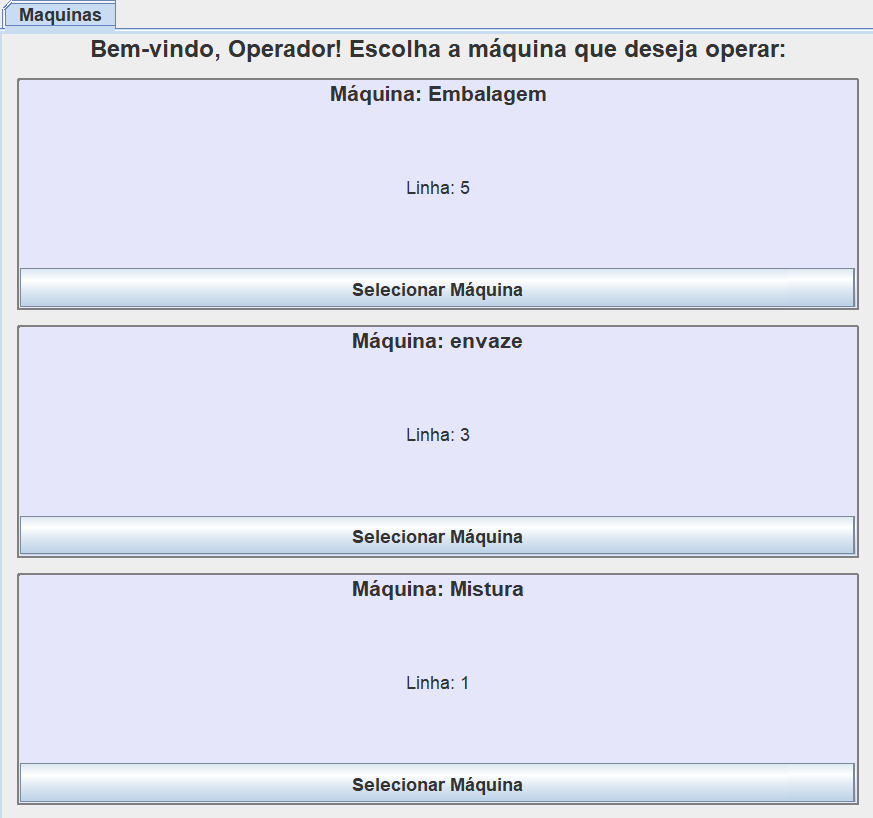 Maquinas
Bem-vindo, Operador! Escolha a máquina que deseja operar:
Máquina: Embalagem
Linha: 5
Selecionar Máquina
Máquina: envaze
Linha: 3
Selecionar Máquina
Máquina: Mistura
Linha: 1
Selecionar Máquina